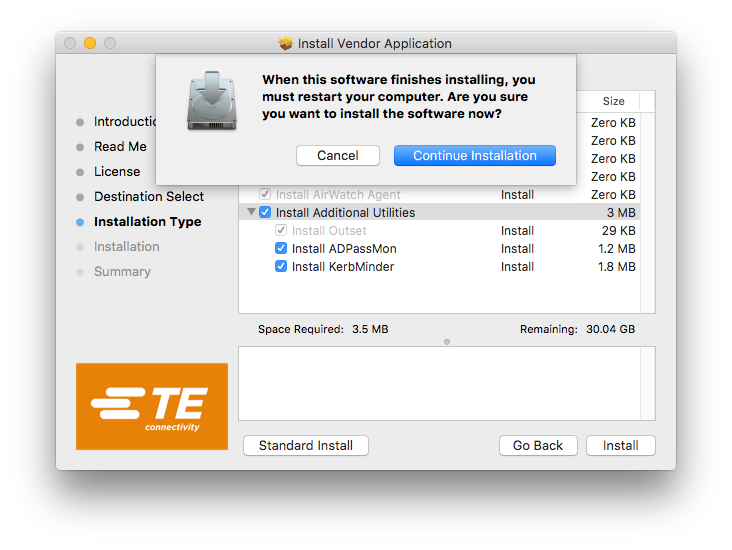 Install Vendor Application
When this software finishes installing, you
must restart your computer. Are you sure
you want to install the software now?
Cancel
Continue Installation
Introductio
Read Me
License
Destination Select
Installation Type
Installation
Summary
Size
Zero KB
Zero KB
Zero KB
Zero KB
Install AirWatch Agent Install Zero KB
Install Additional Utilities 3 MB
Install Outset Install 29 KB
Install ADPassMon Install 1.2 MB
Install KerbMinder Install 1.8 MB
Space Required: 3.5 MB Remaining: 30.04 GB
TE
connectivity
Standard Install
Go Back
Install